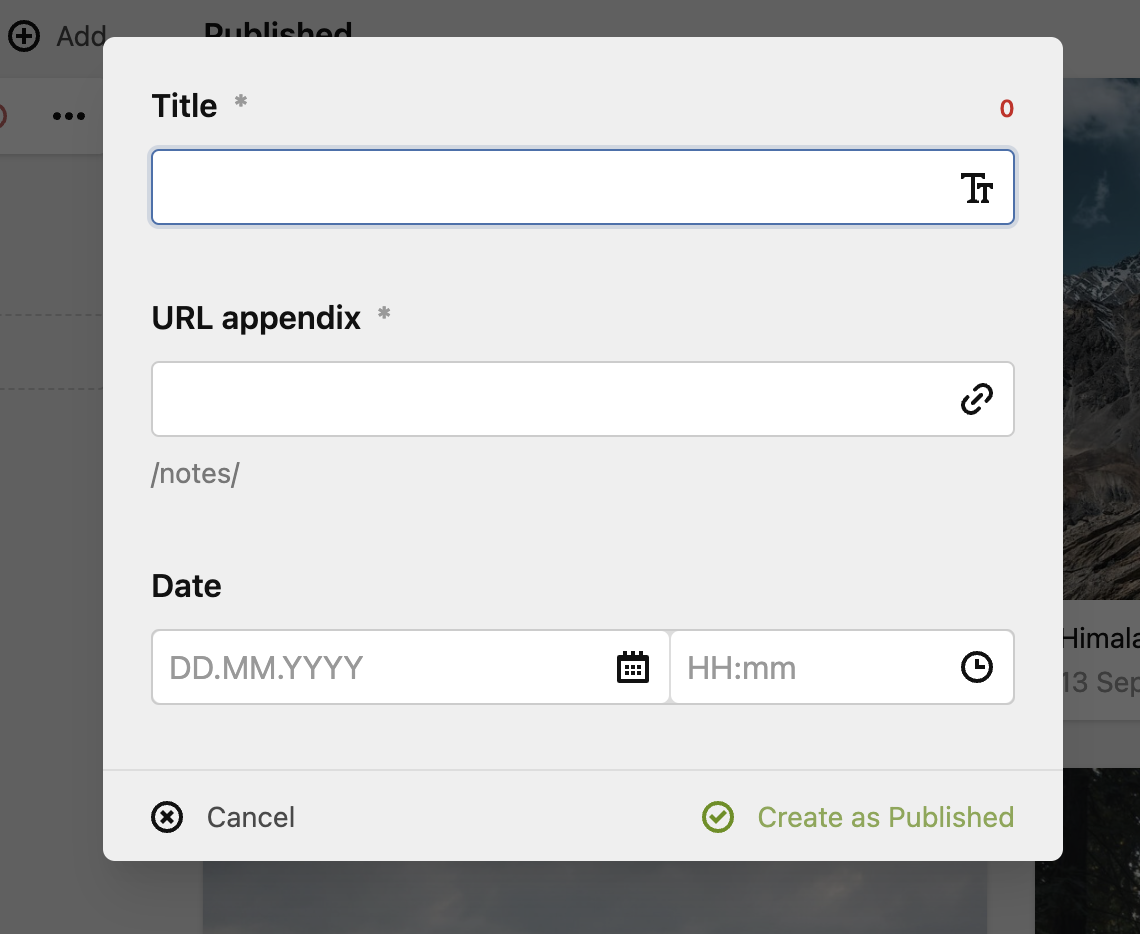 Add
Published
Title *
0
URL appendix *
/notes/
Date
DD.MM.YYYY
HH:mm
13 Sep
Cancel
Create as Published